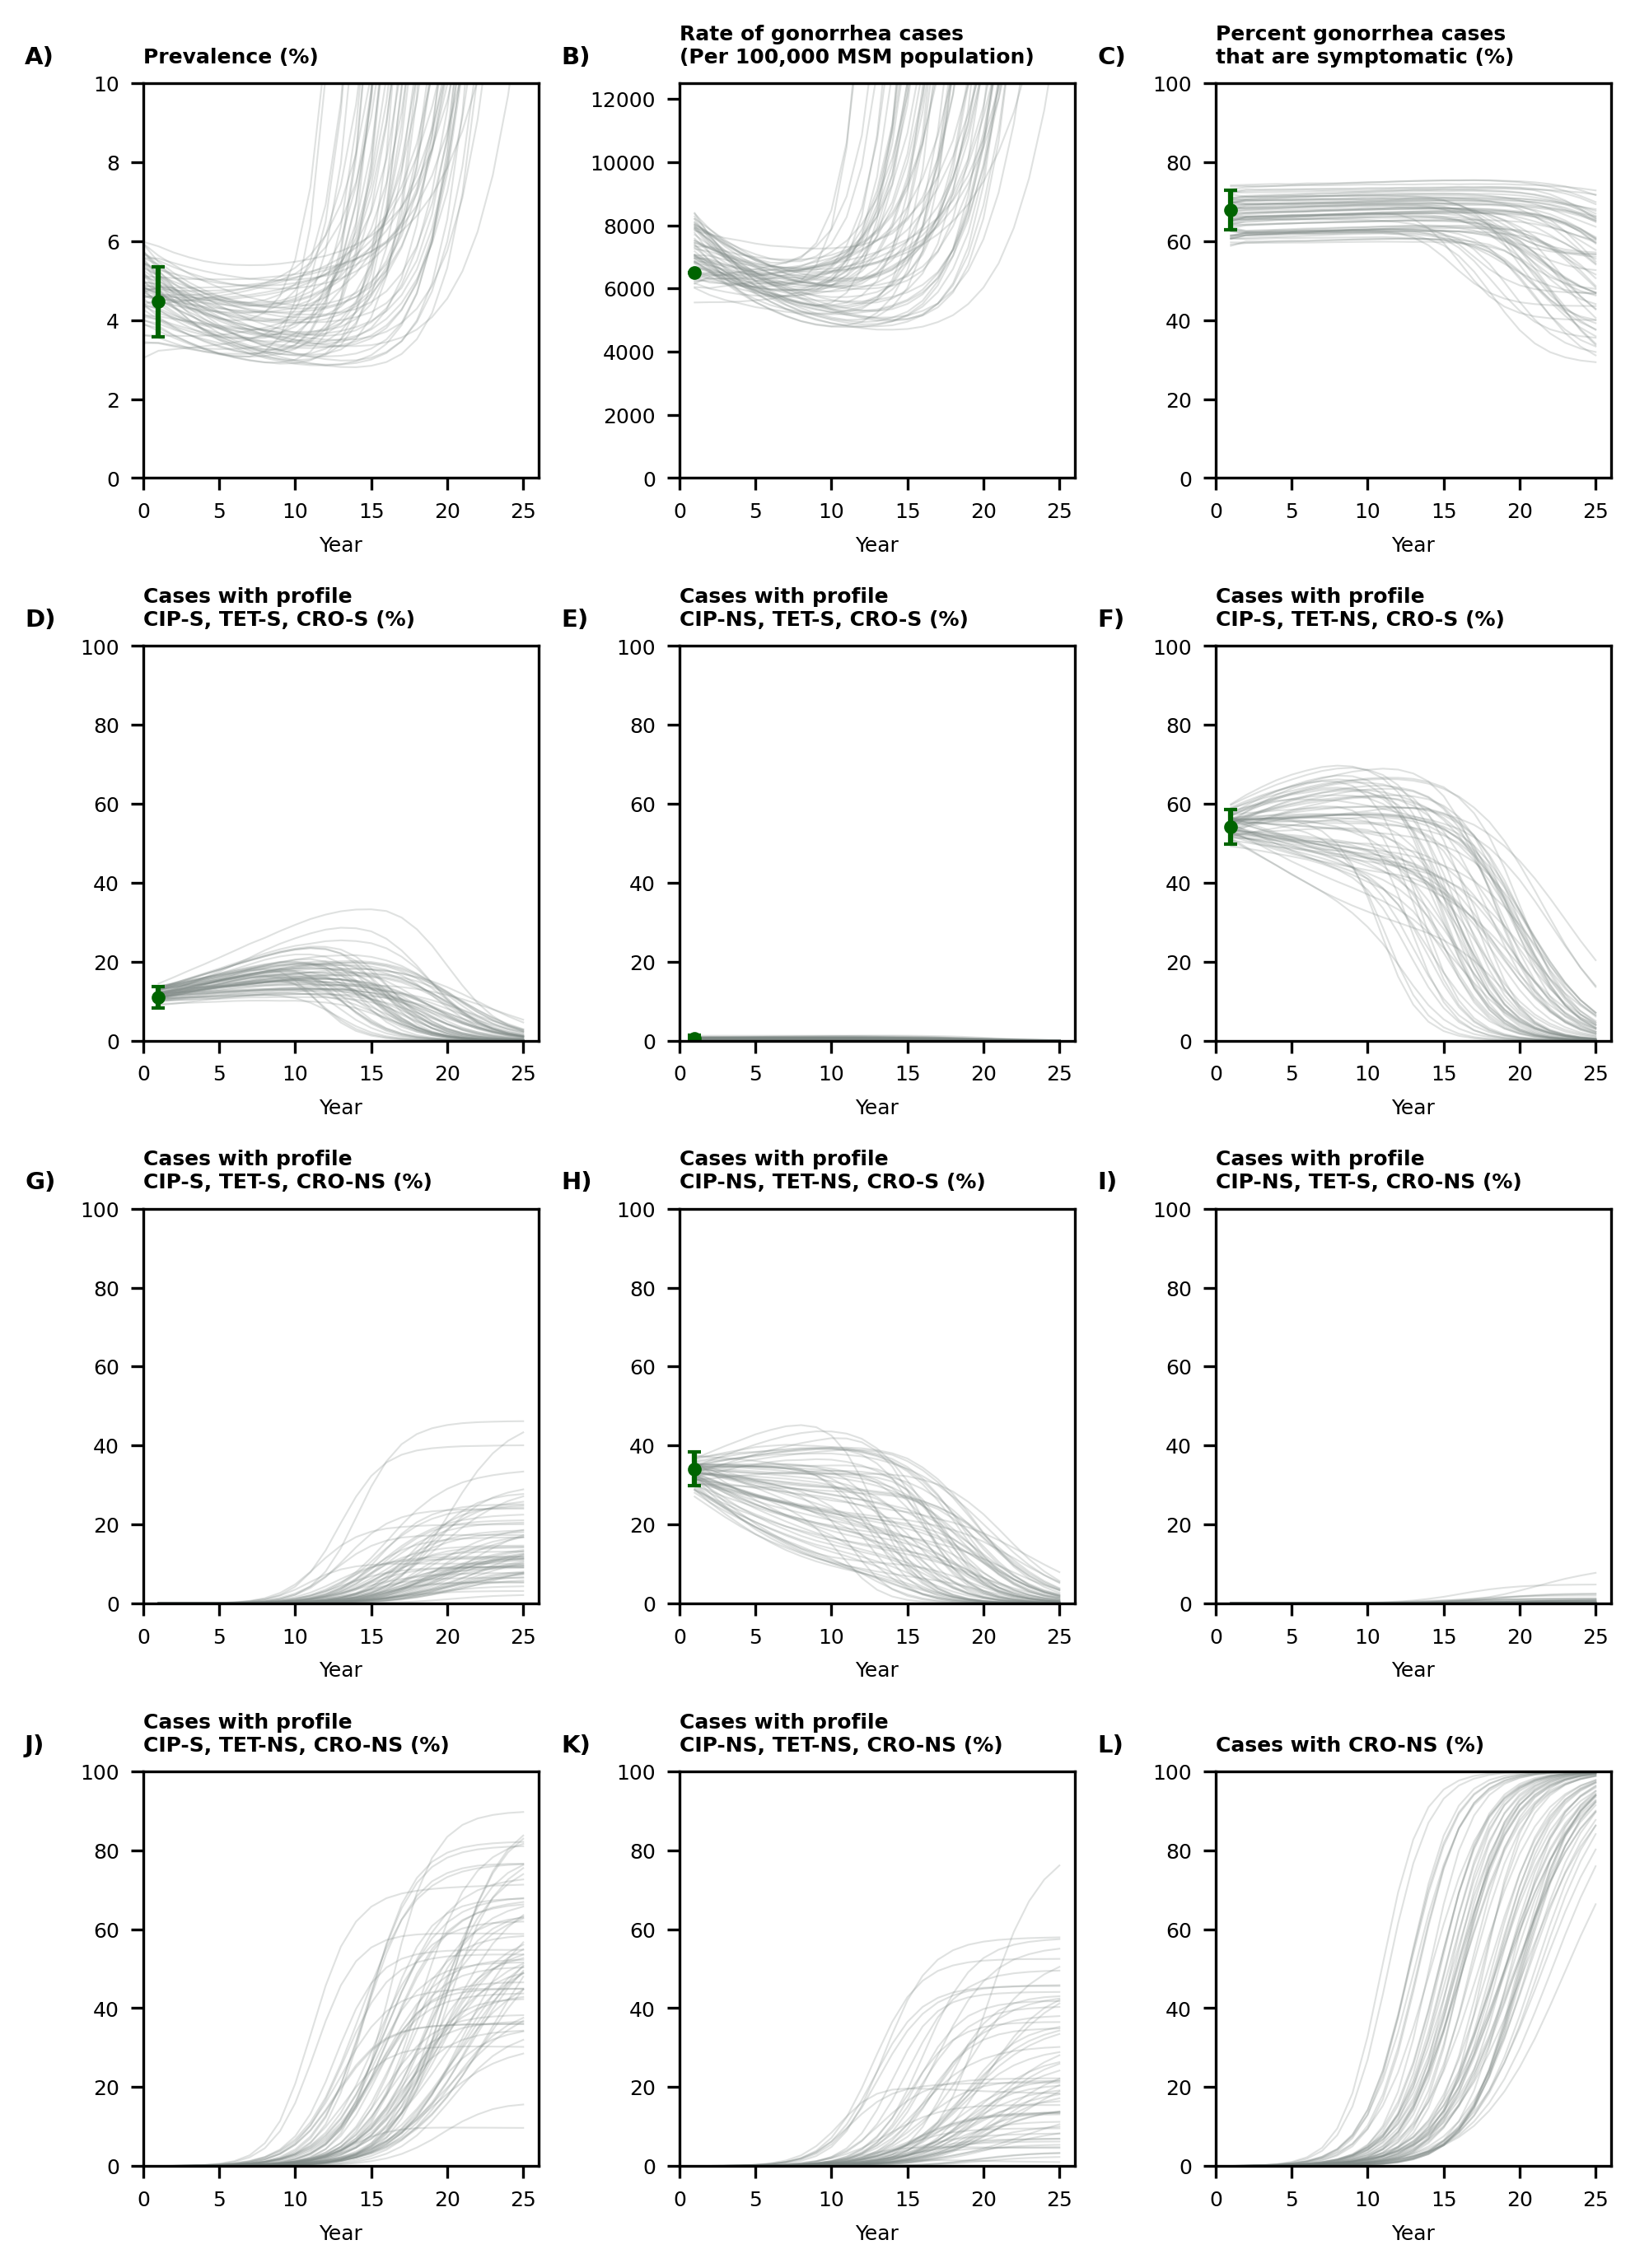 A)
Prevalence (%)
10
8
6
4
2
0
0 5 10 15 20 25
Year
B)
Rate of gonorrhea cases
(Per 100,000 MSM population)
12000
10000
8000
6000
4000
2000
0
0 5 10 15 20 25
Year
C)
Percent gonorrhea cases
that are symptomatic (%)
100
80
60
40
20
0
0 5 10 15 20 25
Year
D)
Cases with profile
CIP-S, TET-S, CRO-S (%)
100
80
60
40
20
0
0 5 10 15 20 25
Year
E)
Cases with profile
CIP-NS, TET-S, CRO-S (%)
100
80
60
40
20
0
0 5 10 15 20 25
Year
F)
Cases with profile
CIP-S, TET-NS, CRO-S (%)
100
80
60
40
20
0
0 5 10 15 20 25
Year
G)
Cases with profile
CIP-S, TET-S, CRO-NS (%)
100
80
60
40
20
0
0 5 10 15 20 25
Year
H)
Cases with profile
CIP-NS, TET-NS, CRO-S (%)
100
80
60
40
20
0
0 5 10 15 20 25
Year
I)
Cases with profile
CIP-NS, TET-S, CRO-NS (%)
100
80
60
40
20
0
0 5 10 15 20 25
Year
J)
Cases with profile
CIP-S, TET-NS, CRO-NS (%)
100
80
60
40
20
0
0 5 10 15 20 25
Year
K)
Cases with profile
CIP-NS, TET-NS, CRO-NS (%)
100
80
60
40
20
0
0 5 10 15 20 25
Year
L)
Cases with CRO-NS (%)
100
80
60
40
20
0
0 5 10 15 20 25
Year